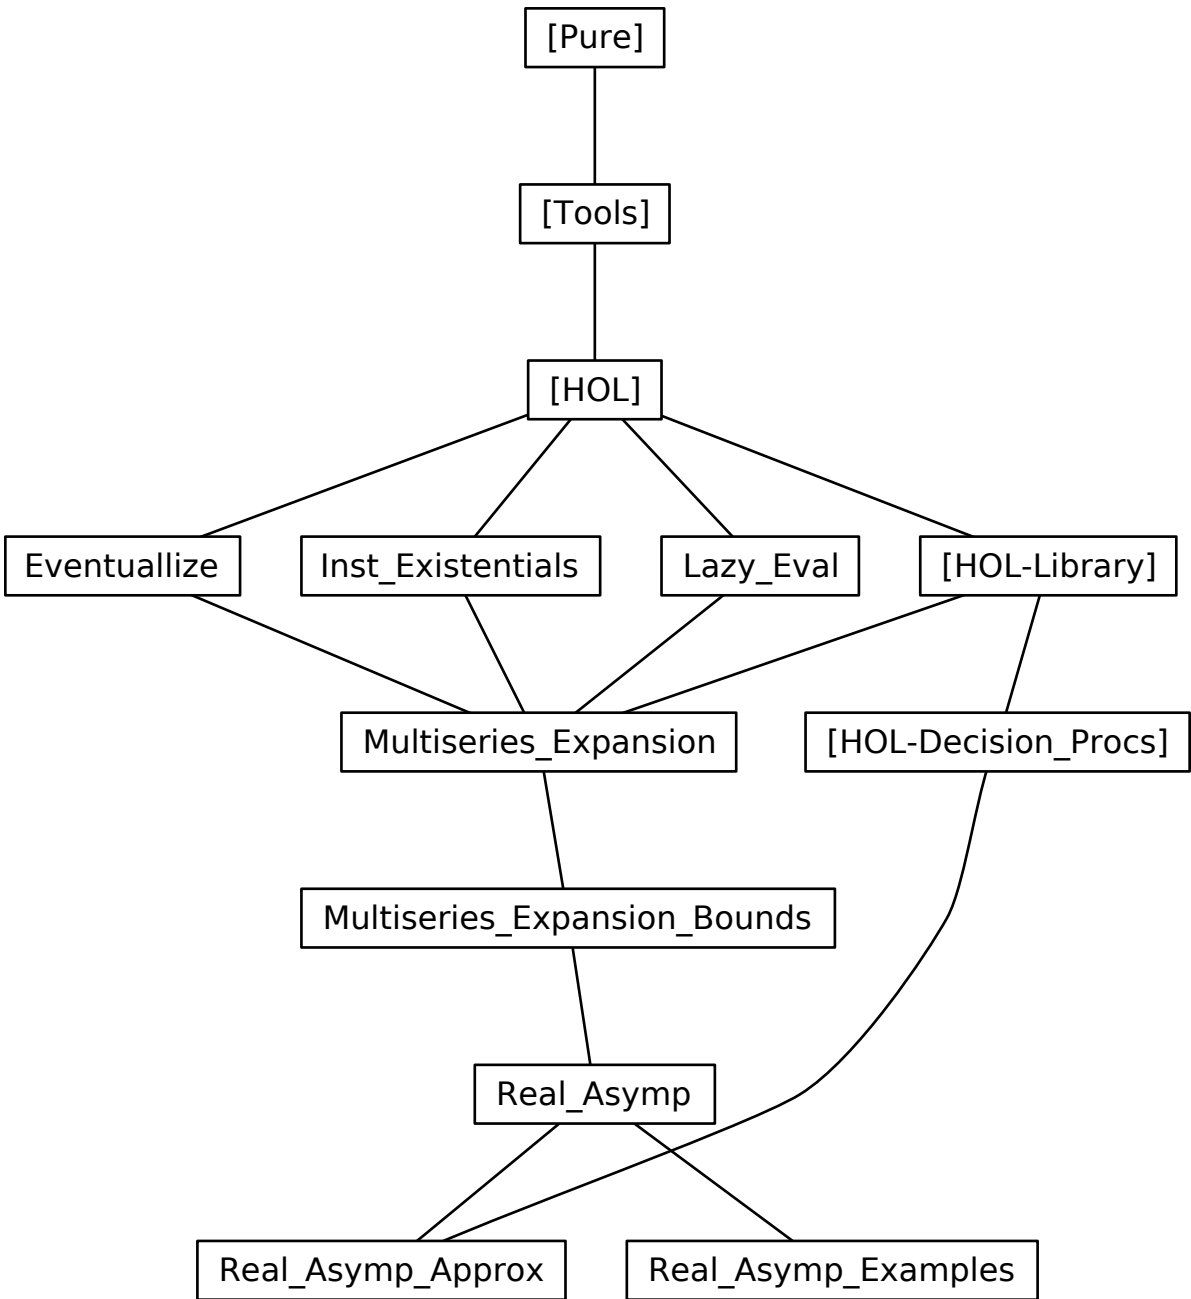 [Pure]
[Tools]
[HOL]
Eventuallize
Inst_Existentials
Lazy_Eval
[HOL-Library]
Multiseries_Expansion
[HOL-Decision_Procs]
Multiseries_Expansion_Bounds
Real_Asymp
Real_Asymp_Approx
Real_Asymp_Examples